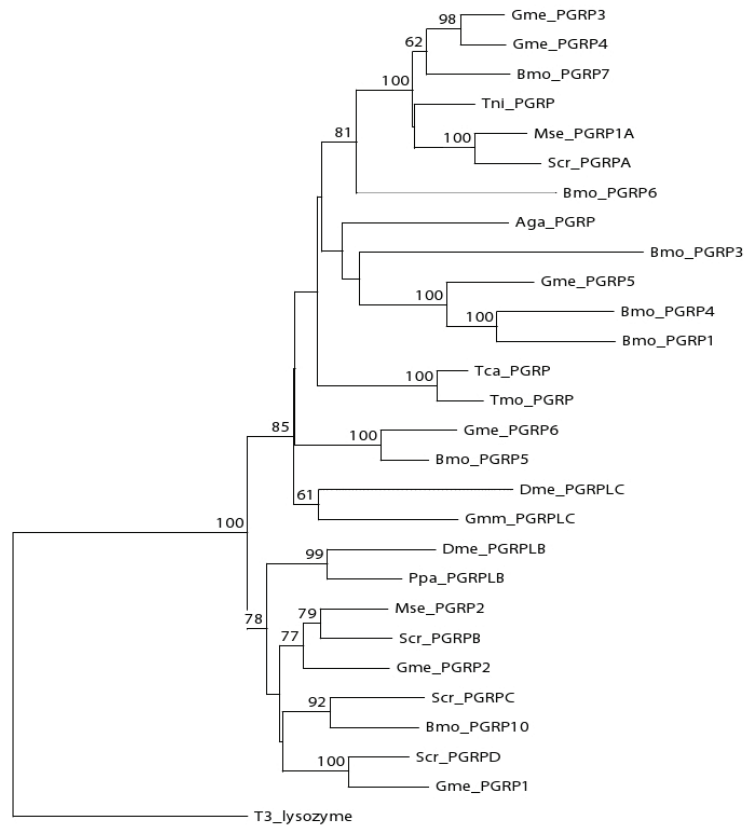 98 Gme_PGRP3
62 Gme_PGRP4
100 Bmo_PGRP7
Tni_PGRP
81 100 Mse_PGRP1A
Scr_PGRPA
Bmo_PGRP6
Aga_PGRP
Bmo_PGRP3
100 Gme_PGRP5
100 Bmo_PGRP4
Bmo_PGRP1
100 Tca_PGRP
Tmo_PGRP
85 100 Gme_PGRP6
Bmo_PGRP5
61 Dme_PGRPLC
100 Gmm_PGRPLC
99 Dme_PGRPLB
Ppa_PGRPLB
78 79 Mse_PGRP2
77 Scr_PGRPB
Gme_PGRP2
92 Scr_PGRPC
Bmo_PGRP10
100 Scr_PGRPD
Gme_PGRP1
T3_lysozyme